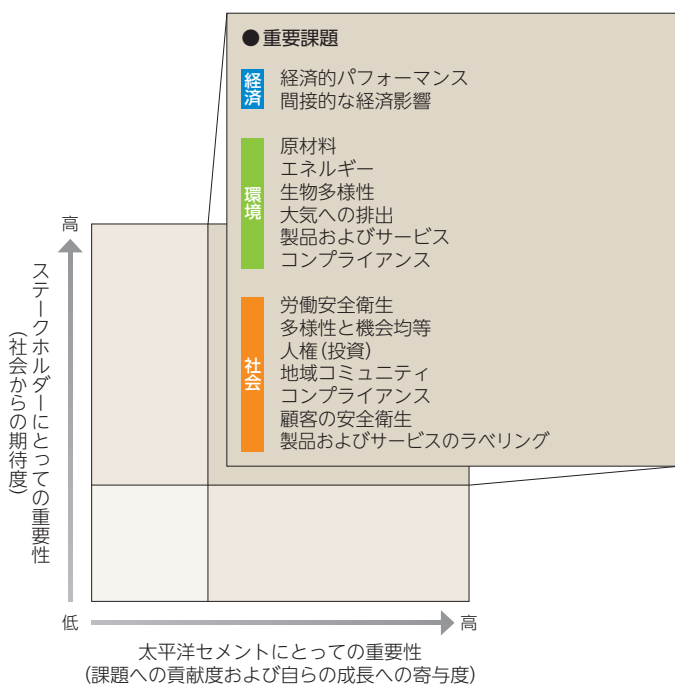 ●重要課題
経済
経済的パフォーマンス
間接的な経済影響
環境
原材料
エネルギー
生物多様性
大気への排出
製品およびサービス
コンプライアンス
社会
労働安全衛生
多様性と機会均等
人権(投資)
地域コミュニティ
コンプライアンス
顧客の安全衛生
製品およびサービスのラベリング
高
ステークホルダーにとっての重要性
(社会からの期待度)
低
高
太平洋セメントにとっての重要性
(課題への貢献度および自らの成長への寄与度)